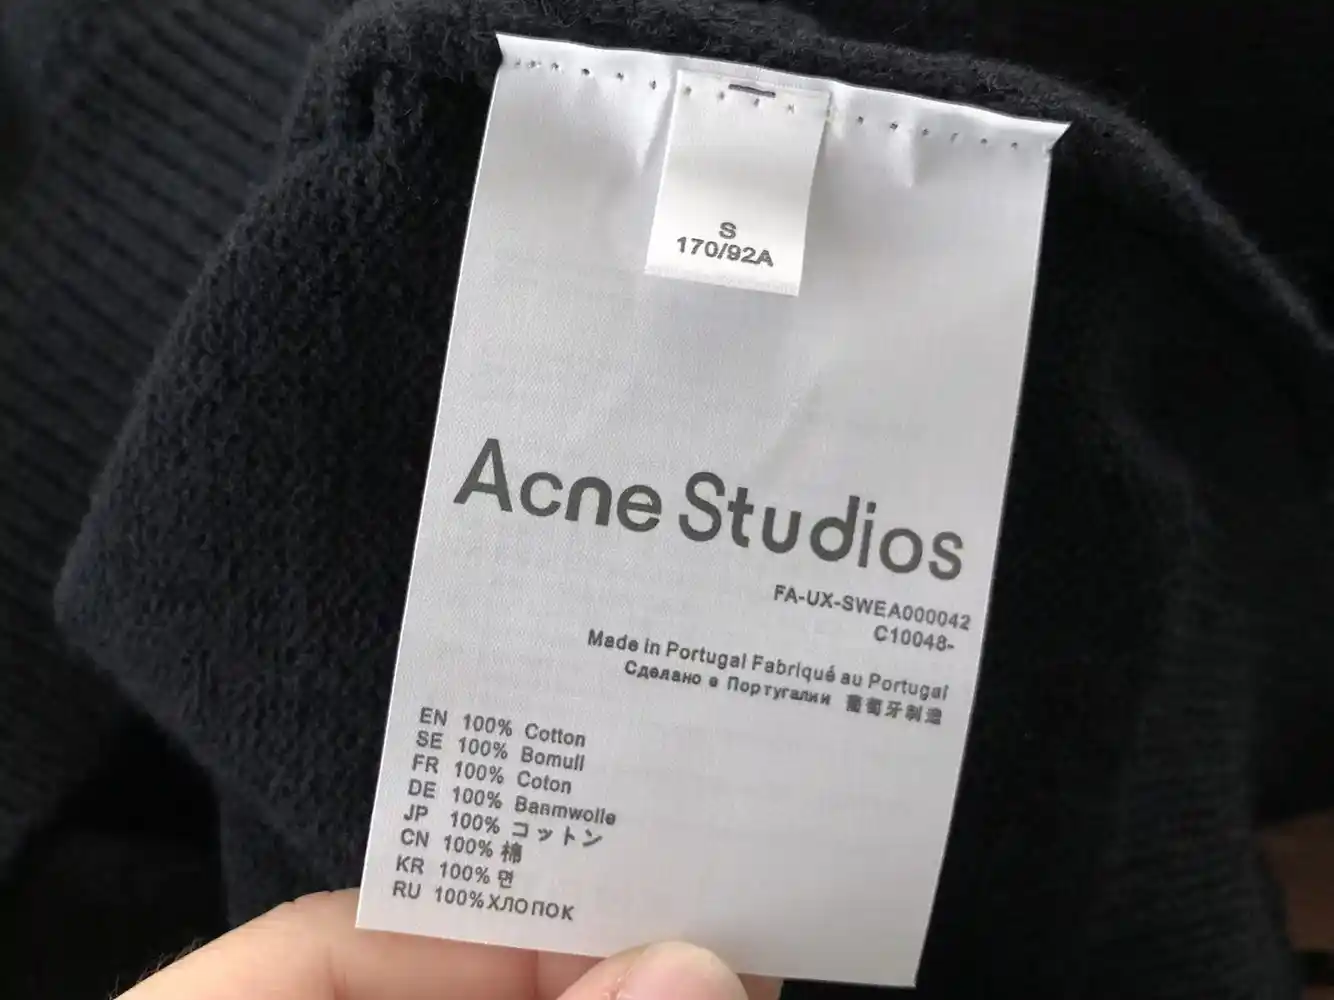 S
170/92A
Acne Studios
FA-UX-SWEA000042
C10048-
Made in Portugal Fabriqué au Portugal
Сделано в Португалии 葡萄牙制造
EN 100% Cotton
SE 100% Bomull
FR 100% Coton
DE 100% Banmwolle
JP 100% コットン
CN 100% 棉
KR 100% 면
RU 100% ХЛОПОК